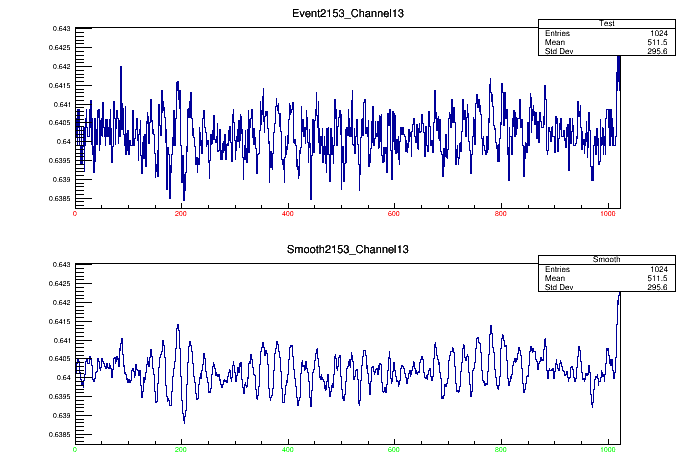 Event2153_Channel13
Test
Entries 1024
Mean 511.5
Std Dev 295.6
0.643
0.6425
0.642
0.6415
0.641
0.6405
0.64
0.6395
0.639
0.6385
0 200 400 600 800 1000
Smooth2153_Channel13
Smooth
Entries 1024
Mean 511.5
Std Dev 295.6
0.643
0.6425
0.642
0.6415
0.641
0.6405
0.64
0.6395
0.639
0.6385
0 200 400 600 800 1000